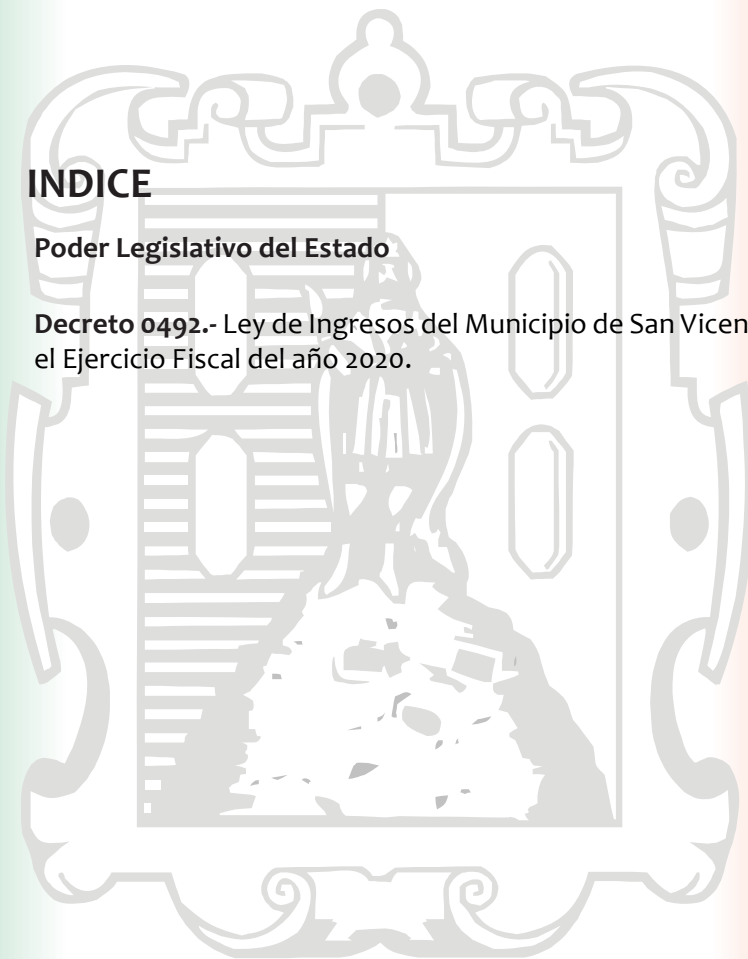 INDICE
Poder Legislativo del Estado
Decreto 0492.- Ley de Ingresos del Municipio de San
el Ejercicio Fiscal del año 2020.